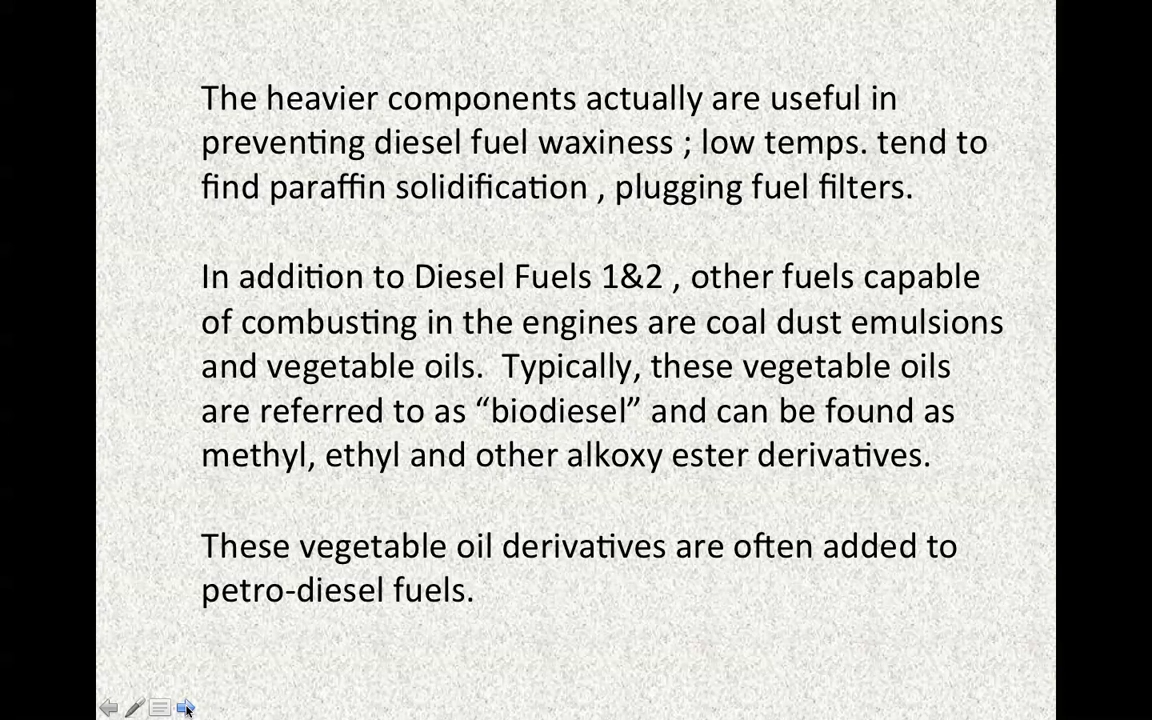 The heavier components actually are useful in
preventing diesel fuel waxiness ; low temps. tend to
find paraffin solidification , plugging fuel filters.
In addition to Diesel Fuels 1&2 , other fuels capable
of combusting in the engines are coal dust emulsions
and vegetable oils.  Typically, these vegetable oils
are referred to as “biodiesel” and can be found as
methyl, ethyl and other alkoxy ester derivatives.
These vegetable oil derivatives are often added to
petro-diesel fuels.